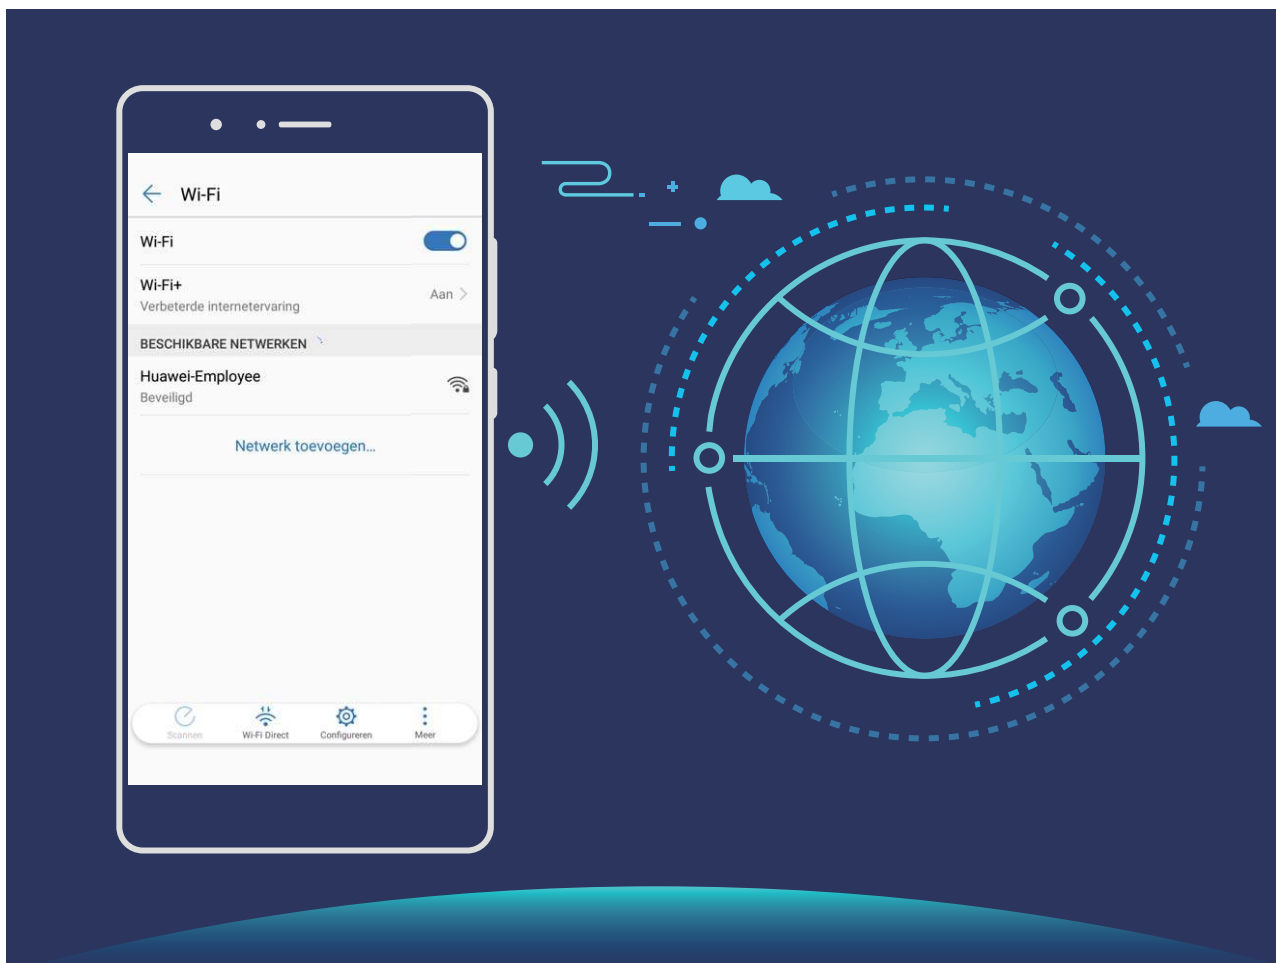 Wi-Fi
Wi-Fi
Wi-Fi+
Verbeterde internetervaring
Aan
BESCHIKBARE NETWERKEN
Huawei-Employee
Beveiligd
Netwerk toevoegen...
Scannen Wi-Fi Direct Configureren Meer